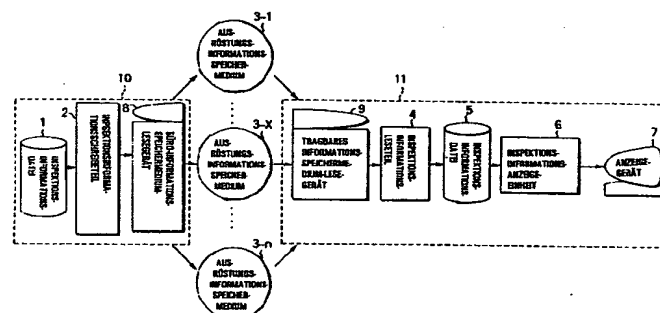 3-1
AUS-
RÜSTUNGS-
INFORMATIONS
SPEICHER-
MEDIUM
10
11
2
8
1
INSPEKTIONS-
INFORMATIONS-
DATEI
BÜRO-INFORMATIONS-
SPEICHERMEDIUM-
LESEGERÄT
3-X
AUS-
RÜSTUNGS-
INFORMATIONS
SPEICHER-
MEDIUM
9
TRAGBARES
INFORMATIONS-
SPEICHERME-
DIUM-LESE-
GERÄT
4
INSPEKTIONS-
INFORMATIONS-
LESETEIL
5
INSPEKTIONS-
INFORMATIONS-
DATEI
6
INSPEKTIONS-
INFORMATIONS-
ANZEIGE-
EINHEIT
7
ANZEIGE-
GERÄT
3-n
AUS-
RÜSTUNGS-
INFORMATIONS
SPEICHER-
MEDIUM